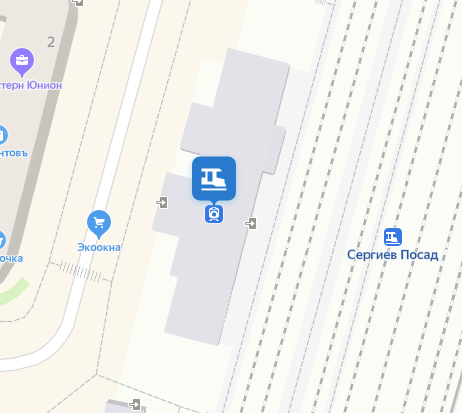 2
стерн Юнион
нтовъ
Экоокна
Сергиев Посад
очка